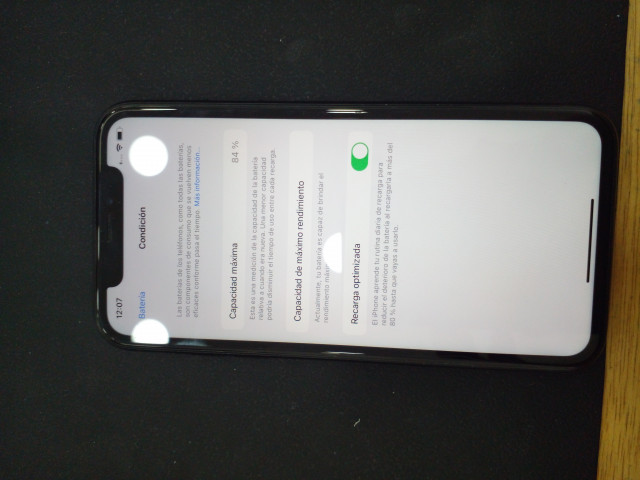 12:07
Batería
Condición
Las baterías de los teléfonos, como todas las baterías,
son componentes de consumo que se vuelven menos
eficaces conforme pasa el tiempo. Más información...
Capacidad máxima
84 %
Esta es una medición de la capacidad de la batería
relativa a cuando era nueva. Una menor capacidad
podría disminuir el tiempo de uso entre cada recarga.
Capacidad de máximo rendimiento
Actualmente, tu batería es capaz de brindar el
rendimiento máximo
Recarga optimizada
El iPhone aprende tu rutina diaria de recarga para
reducir el deterioro de la batería al recargarla a más del
80 % hasta que vayas a usarlo.